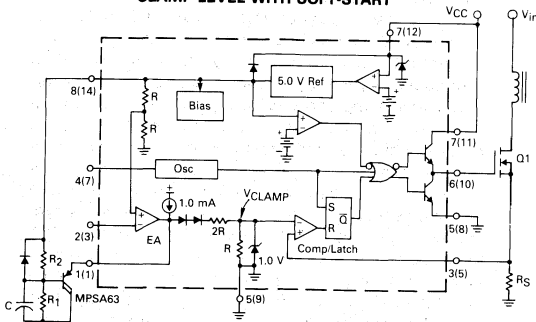 CLAMP LEVEL WITH SOFT-START
VCC
Vin
7(12)
8(14)
5.0 V Ref
R
Bias
R
7(11)
Q1
4(7)
Osc
6(10)
1.0 mA
VCLAMP
S
Q̅
R
5(8)
2(3)
EA
2R
R
Comp/Latch
1.0 V
3(5)
R2
1(1)
RS
C
R1
MPSA63
5(9)